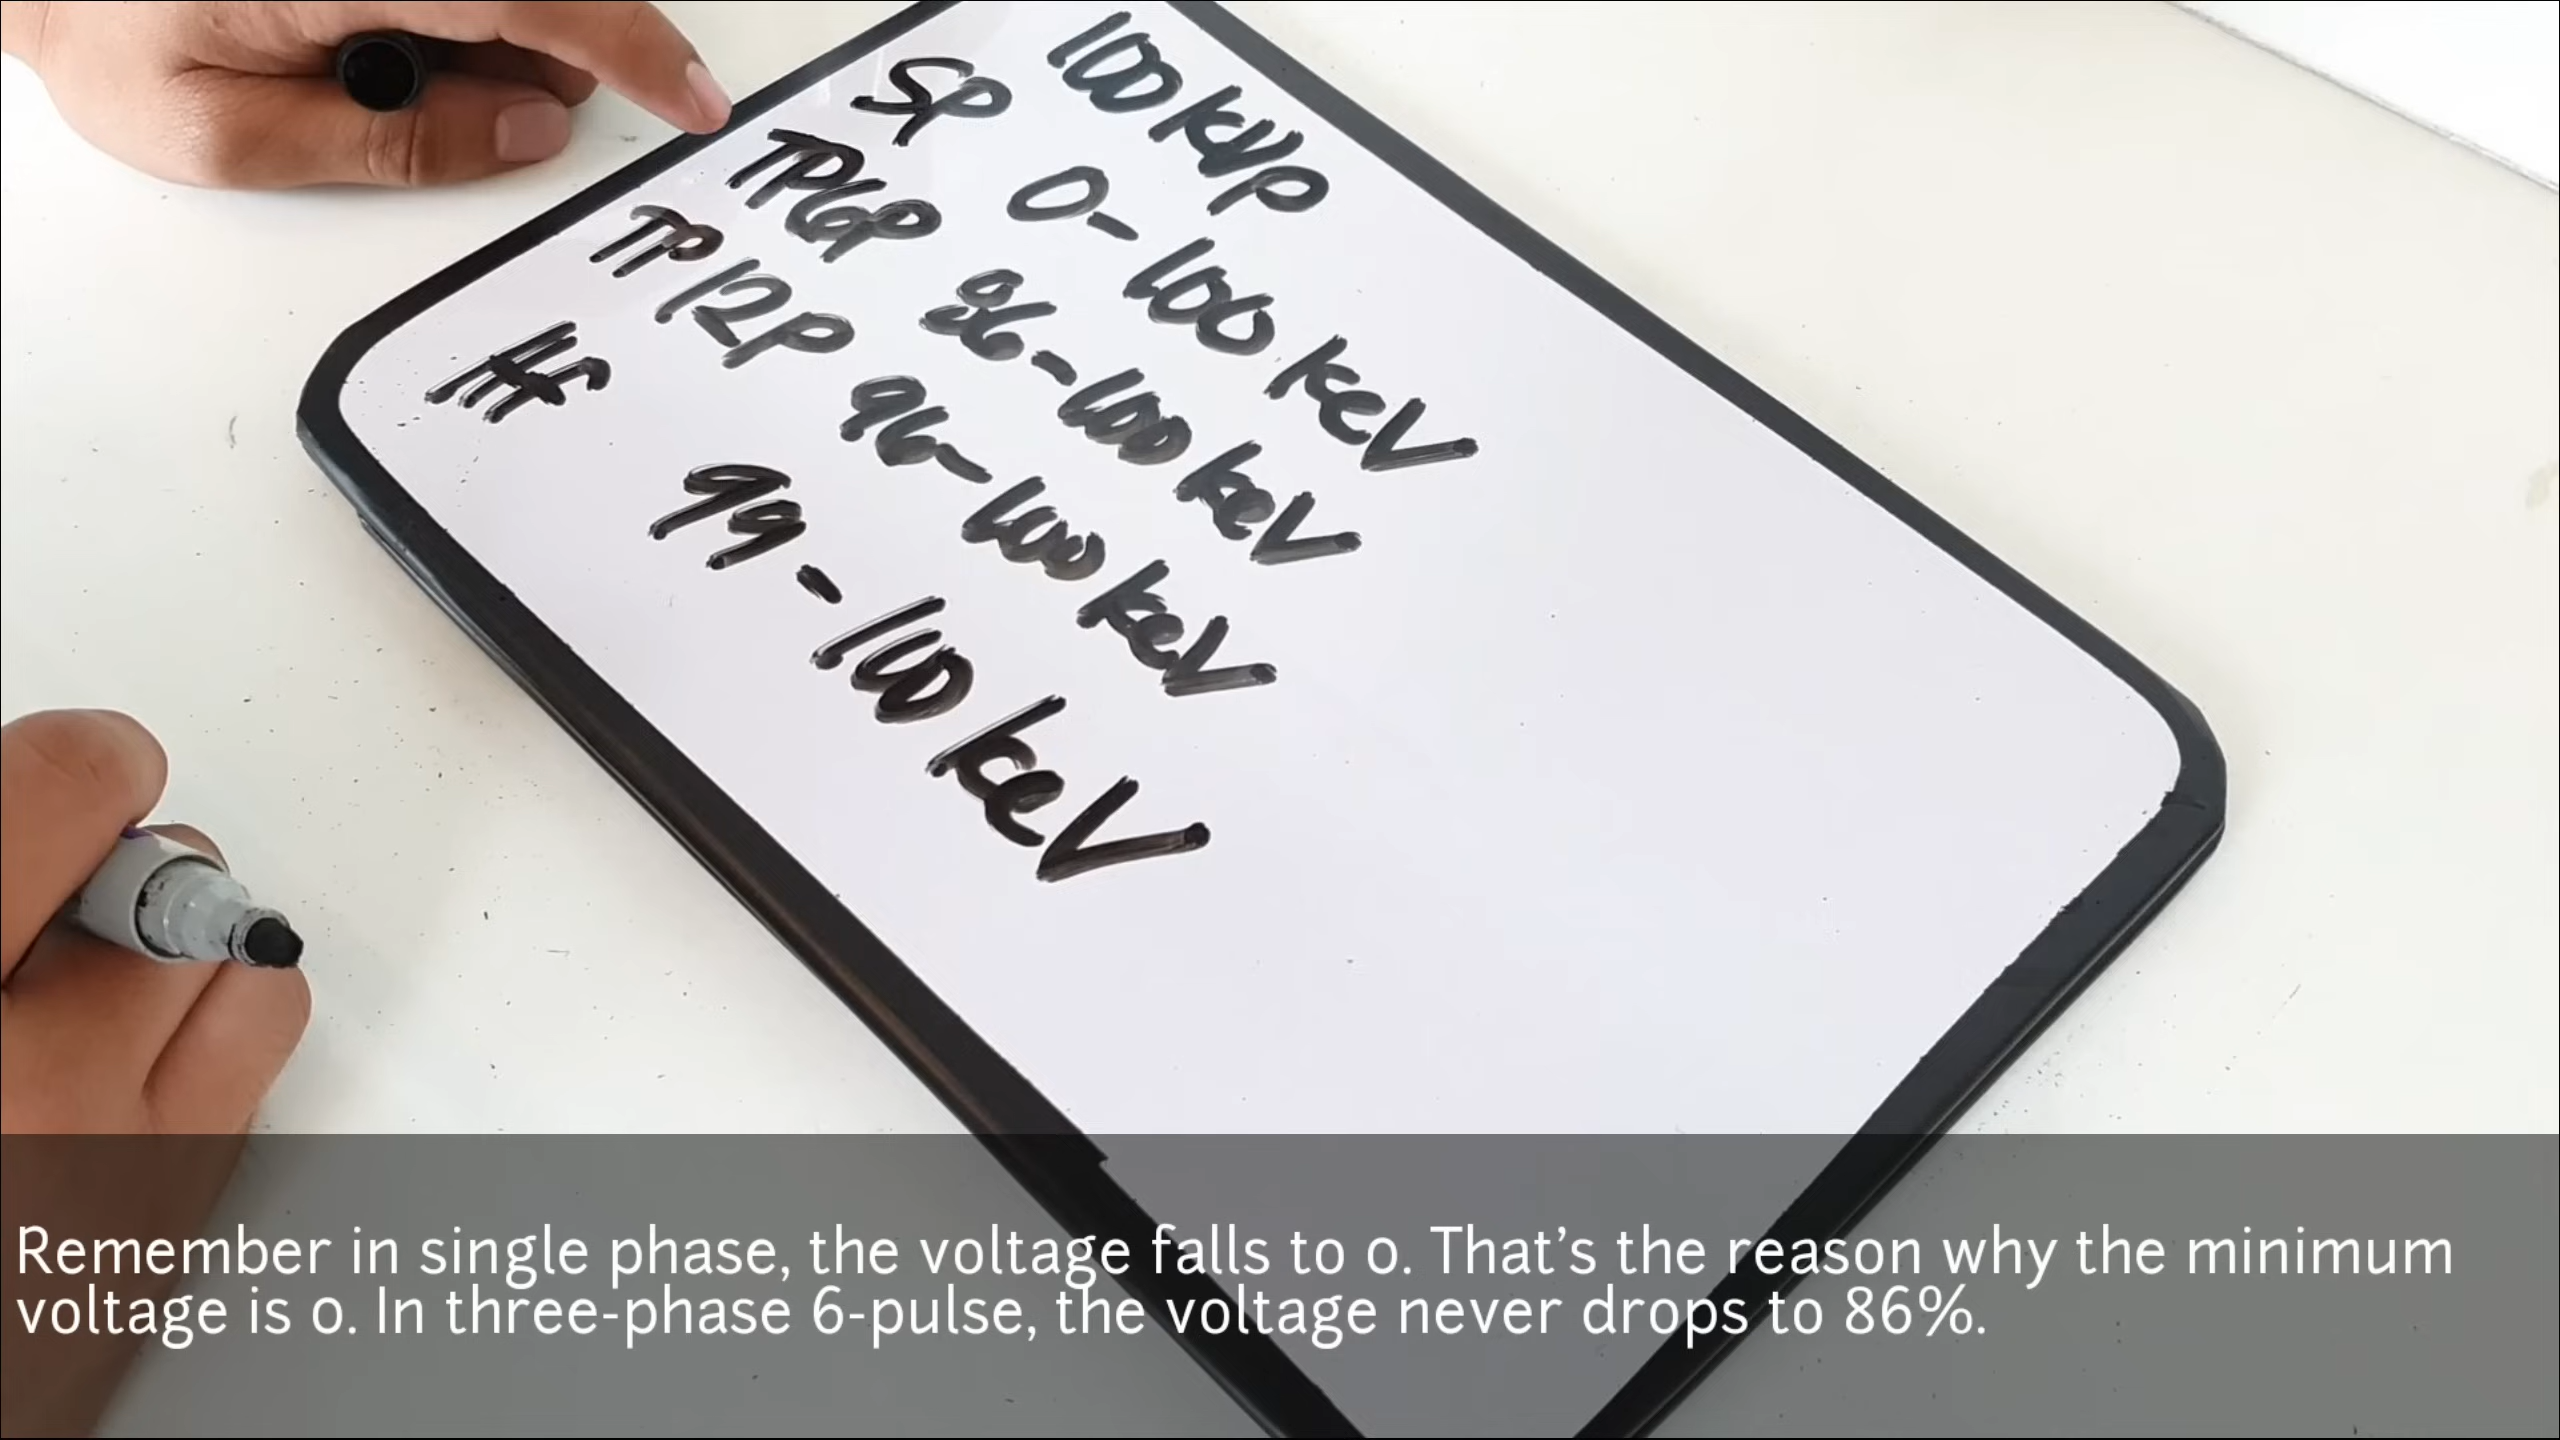 100 kVp
SP 0-100 keV
TP6P 86-100 keV
TP 12P 96-100 keV
HF 99-100 keV
Remember in single phase, the voltage falls to 0. That's the reason why the minimum
voltage is 0. In three-phase 6-pulse, the voltage never drops to 86%.